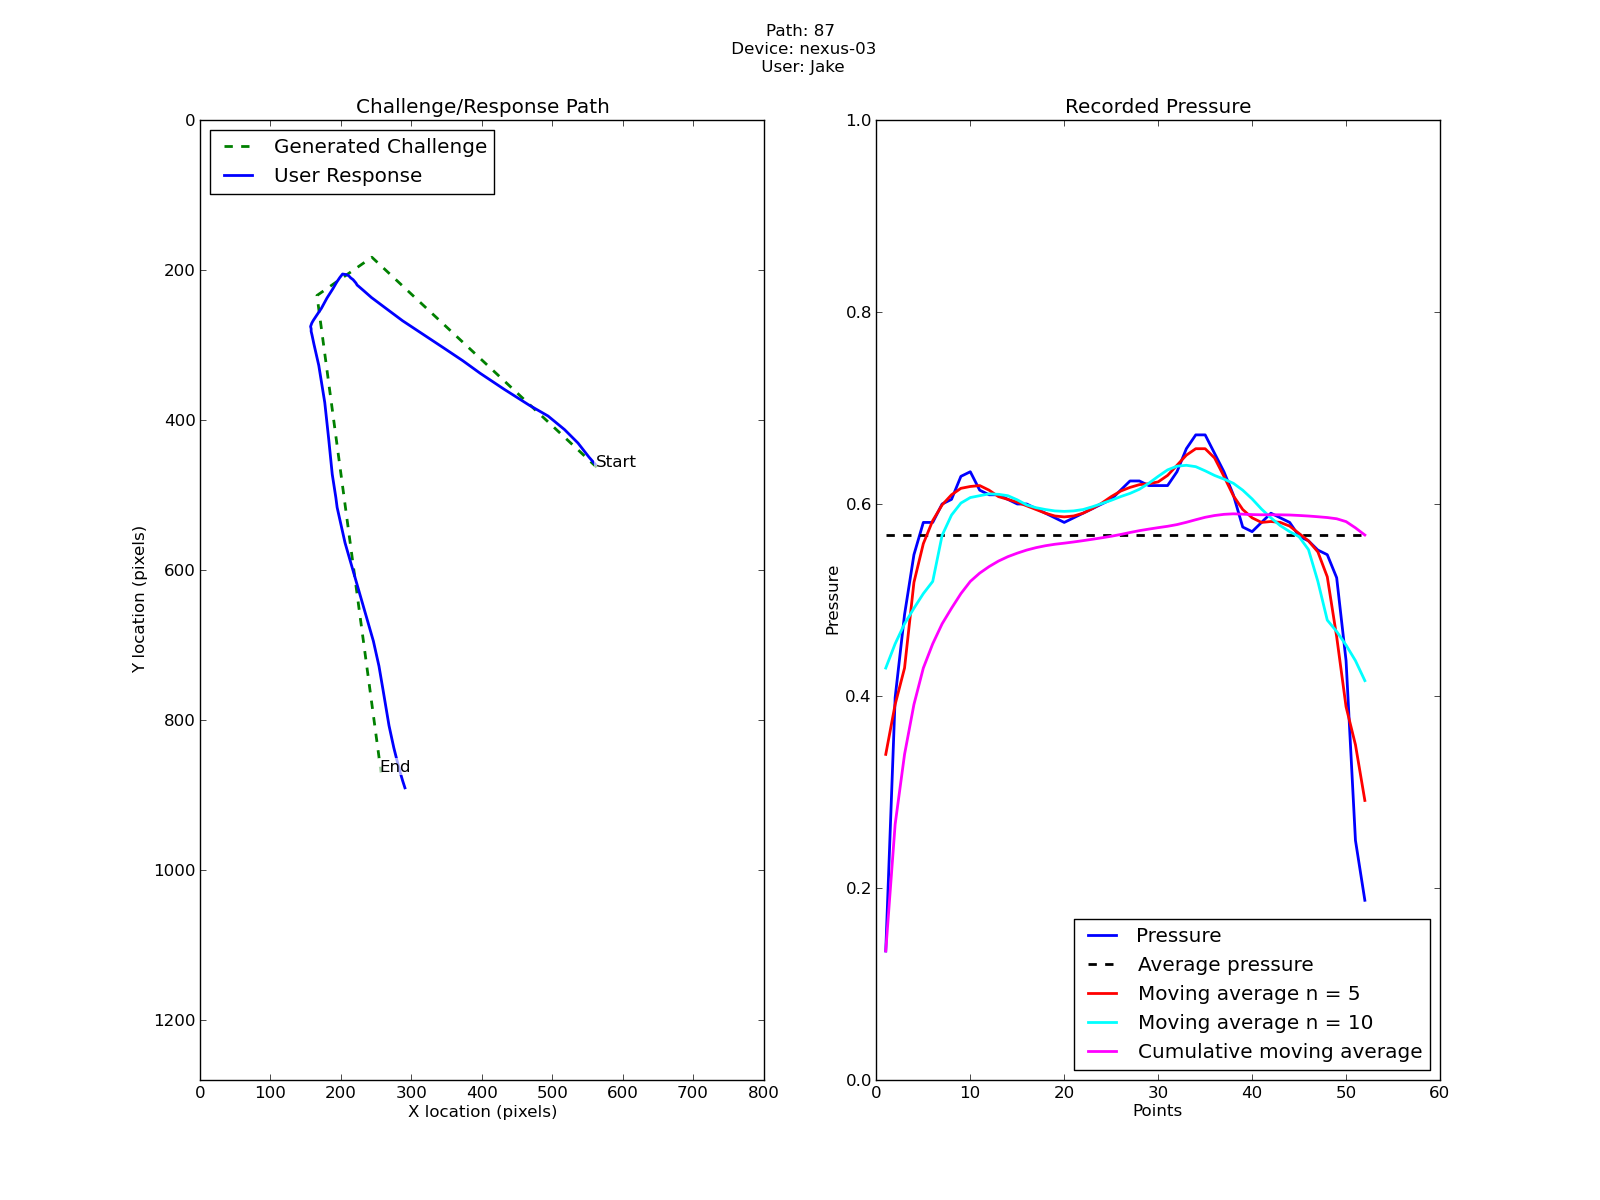 Path: 87
Device: nexus-03
User: Jake
Challenge/Response Path
Generated Challenge
User Response
Start
End
0
200
400
600
800
1000
1200
Y location (pixels)
0 100 200 300 400 500 600 700 800
X location (pixels)
Recorded Pressure
1.0
0.8
0.6
0.4
0.2
0.0
Pressure
Pressure
Average pressure
Moving average n = 5
Moving average n = 10
Cumulative moving average
0 10 20 30 40 50 60
Points